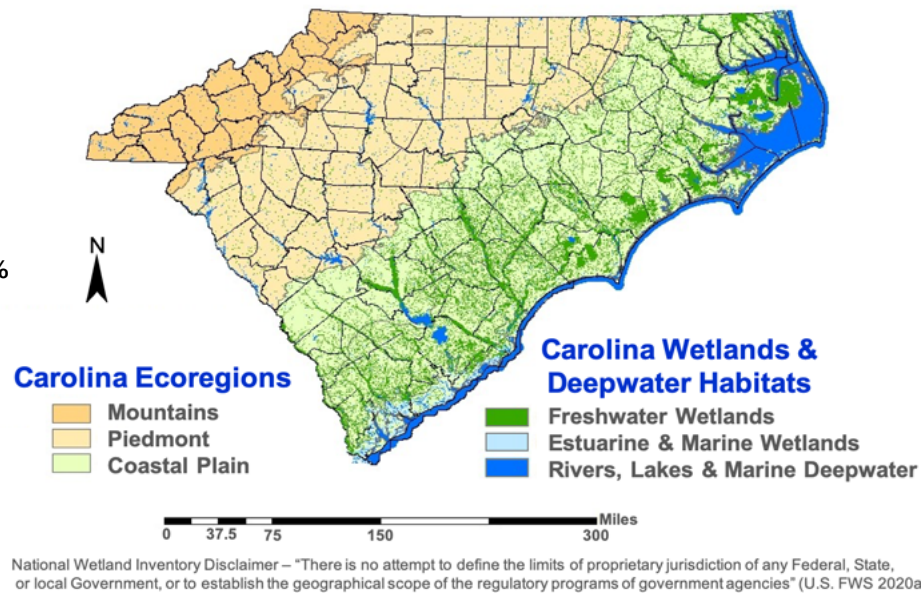 N
%
Carolina Ecoregions
Mountains
Piedmont
Coastal Plain
Carolina Wetlands &
Deepwater Habitats
Freshwater Wetlands
Estuarine & Marine Wetlands
Rivers, Lakes & Marine Deepwater
Miles
0 37.5 75 150 300
National Wetland Inventory Disclaimer – “There is no attempt to define the limits of proprietary jurisdiction of any Federal, State,
or local Government, or to establish the geographical scope of the regulatory programs of government agencies” (U.S. FWS 2020a